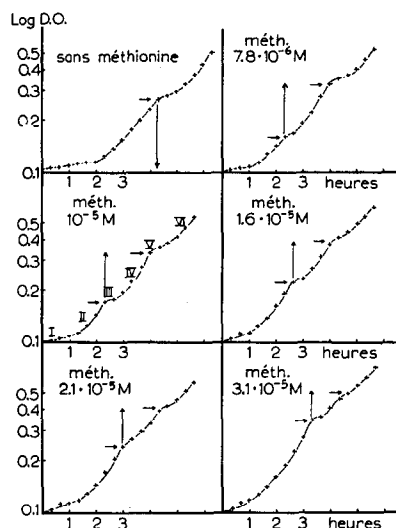 Log D.O.
0.5
0.4
0.3
0.2
0.1
sans méthionine
1 2 3
méth.
7.8·10⁻⁶M
1 2 3 heures
0.5
0.4
0.3
0.2
0.1
méth.
10⁻⁵M
I II III IV V VI
1 2 3
méth.
1.6·10⁻⁵M
1 2 3 heures
0.5
0.4
0.3
0.2
0.1
méth.
2.1·10⁻⁵M
1 2 3
méth.
3.1·10⁻⁵M
1 2 3 heures